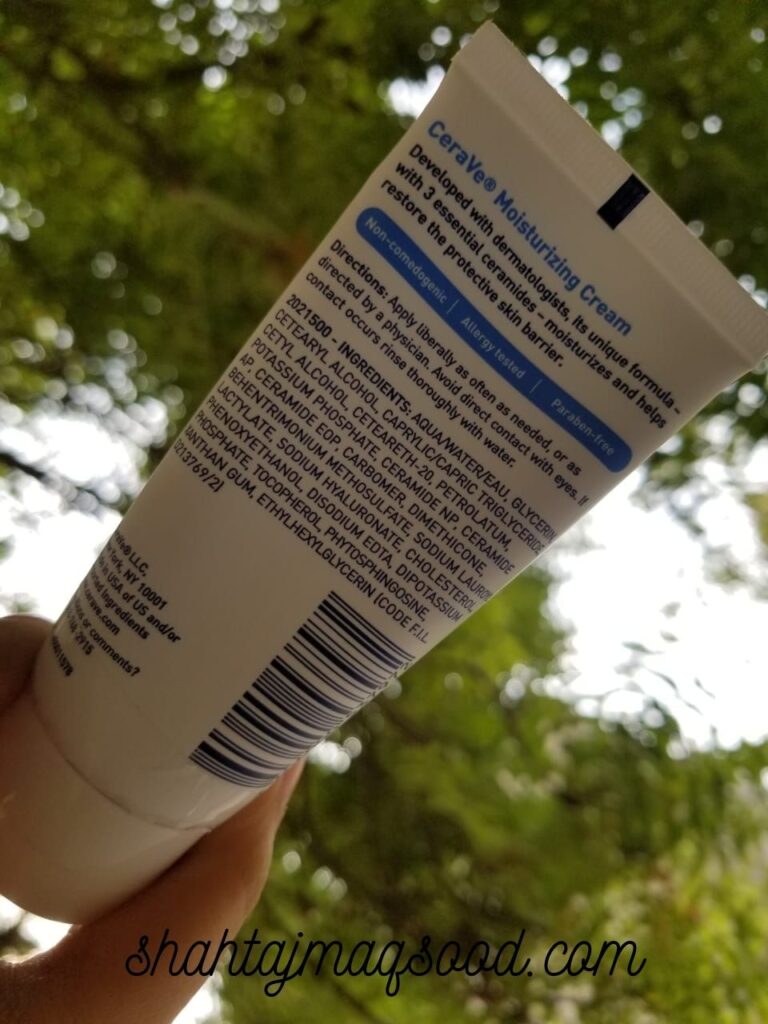 CeraVe® Moisturizing Cream
Developed with dermatologists, its unique formula –
with 3 essential ceramides – moisturizes and helps
restore the protective skin barrier.
Non-comedogenic | Allergy tested | Paraben-free
Directions: Apply liberally as often as needed, or as
directed by a physician. Avoid direct contact with eyes. If
contact occurs rinse thoroughly with water.
2021500 - INGREDIENTS: AQUA/WATER/EAU, GLYCERIN,
CETEARYL ALCOHOL, CAPRYLIC/CAPRIC TRIGLYCERIDE
CETYL ALCOHOL, CETEARETH-20, PETROLATUM,
POTASSIUM PHOSPHATE, CERAMIDE NP, CERAMIDE
AP, CERAMIDE EOP, CARBOMER, DIMETHICONE,
BEHENTRIMONIUM METHOSULFATE, SODIUM LAUROYL
LACTYLATE, SODIUM HYALURONATE, CHOLESTEROL,
PHENOXYETHANOL, DISODIUM EDTA, DIPOTASSIUM
PHOSPHATE, TOCOPHEROL, PHYTOSPHINGOSINE,
XANTHAN GUM, ETHYLHEXYLGLYCERIN (CODE F.I.L.
213769/2)
LLC,
NY 10001
USA of US and/or
ingredients
or comments?
2915
shahtajmaqsood.com